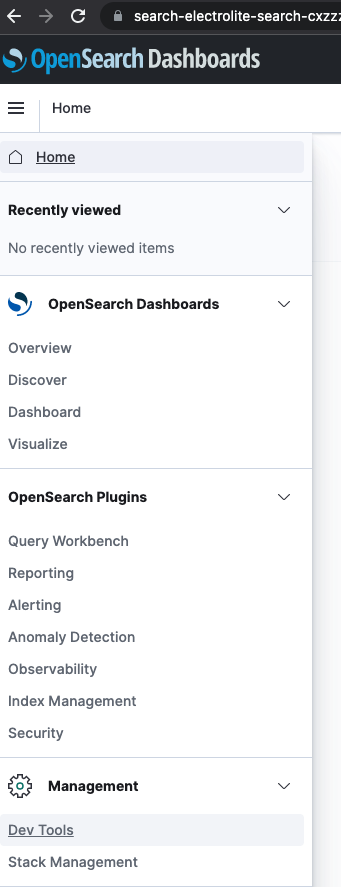 search-electrolite-search-cxzzz
OpenSearch Dashboards
Home
Home
Recently viewed
No recently viewed items
OpenSearch Dashboards
Overview
Discover
Dashboard
Visualize
OpenSearch Plugins
Query Workbench
Reporting
Alerting
Anomaly Detection
Observability
Index Management
Security
Management
Dev Tools
Stack Management